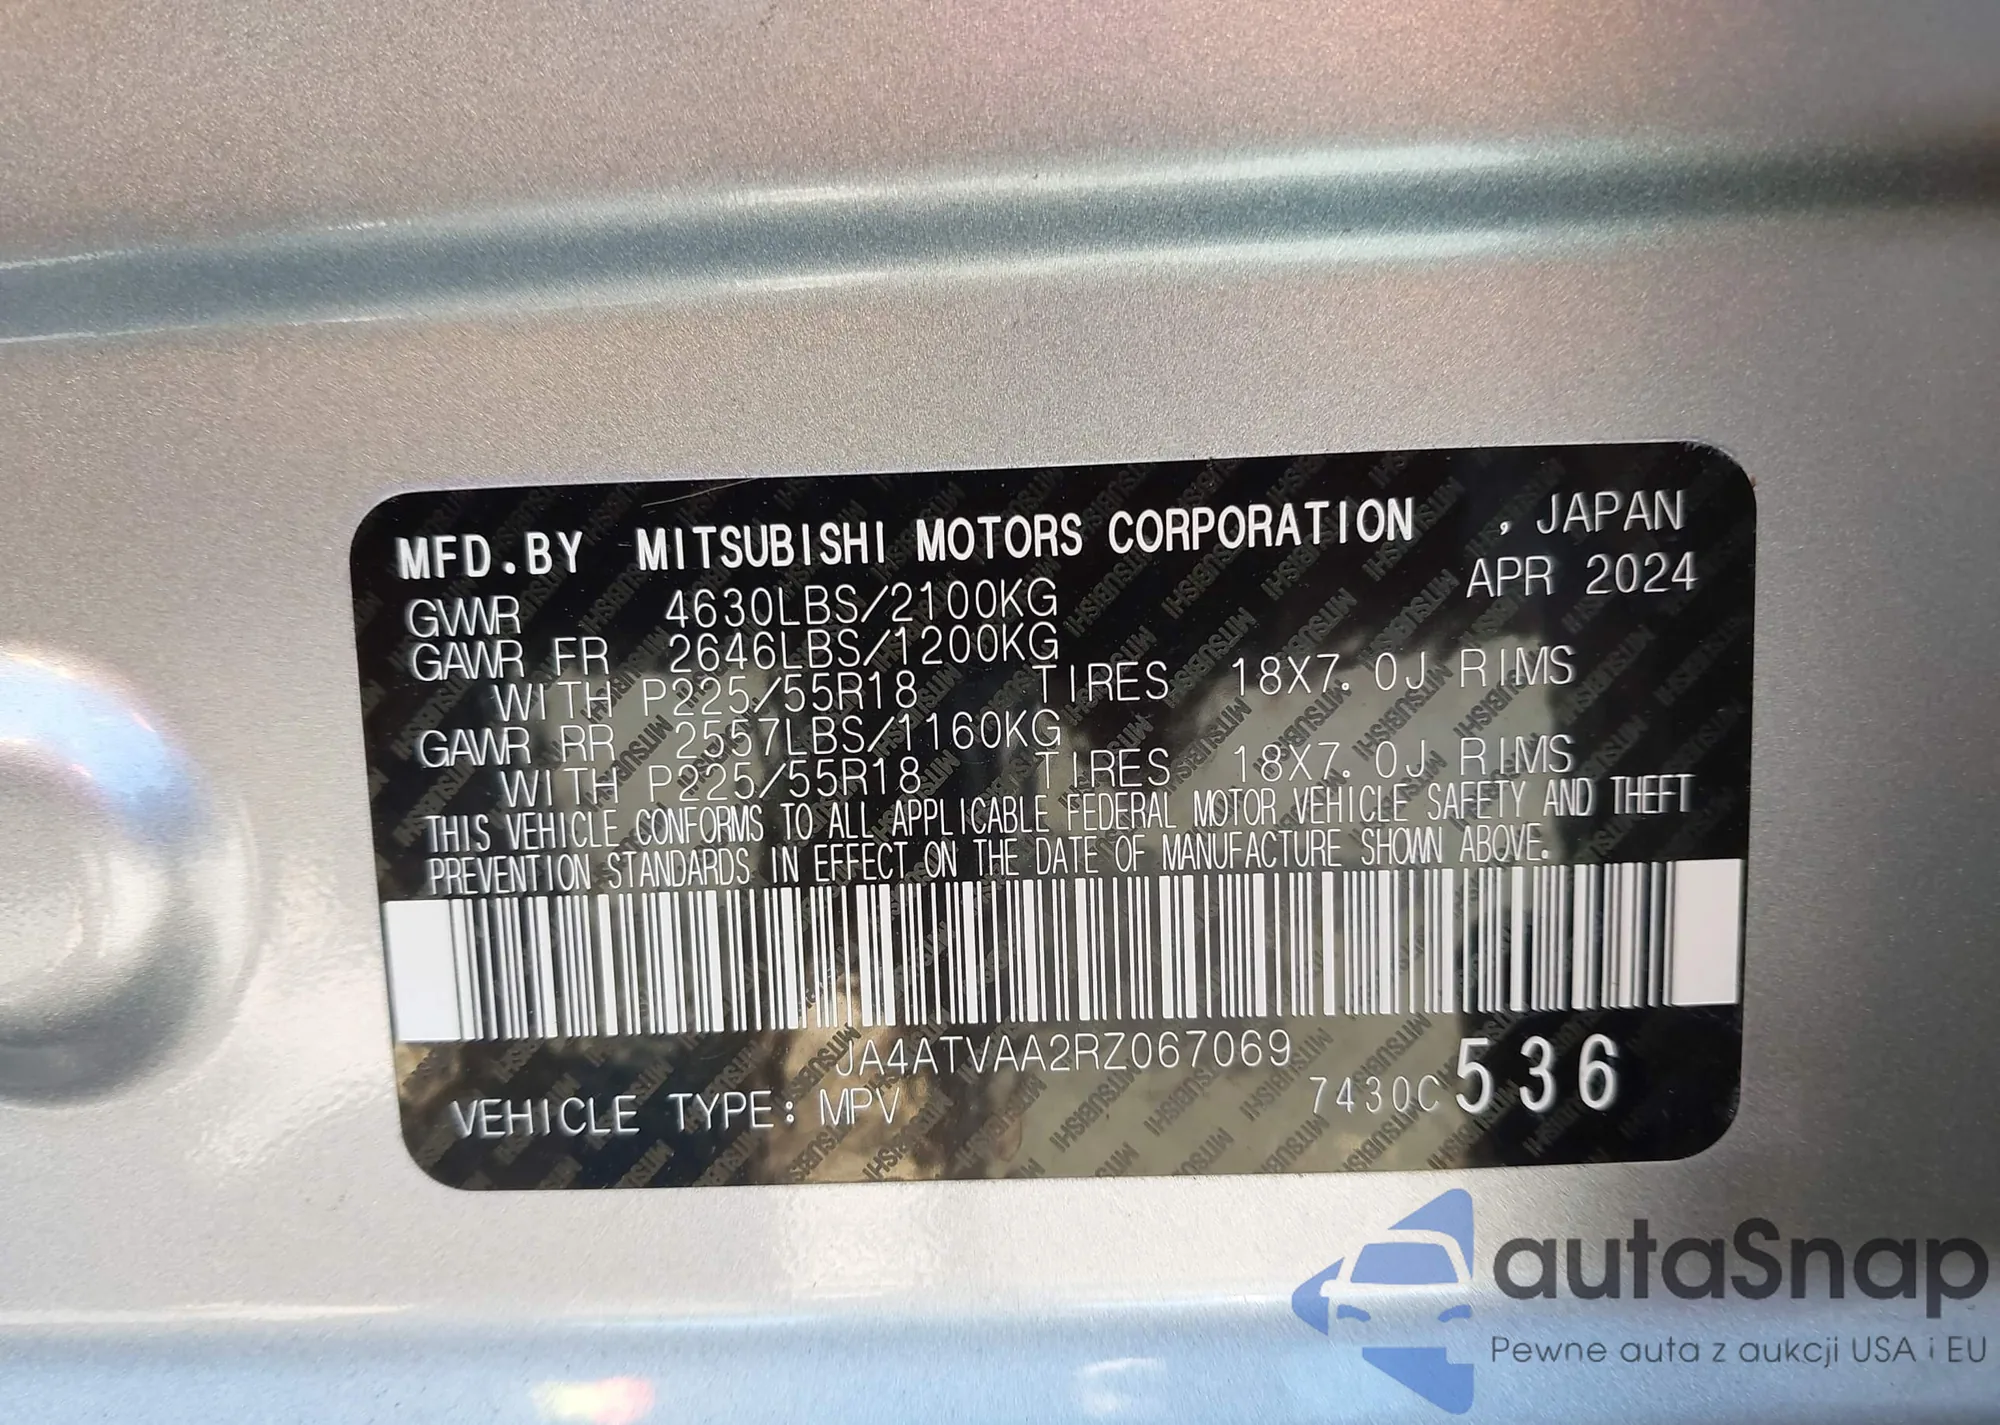 MFD.BY MITSUBISHI MOTORS CORPORATION , JAPAN
APR 2024
GVWR 4630LBS/2100KG
GAWR FR 2646LBS/1200KG
WITH P225/55R18 TIRES 18X7.0J RIMS
GAWR RR 2557LBS/1160KG
WITH P225/55R18 TIRES 18X7.0J RIMS
THIS VEHICLE CONFORMS TO ALL APPLICABLE FEDERAL MOTOR VEHICLE SAFETY AND THEFT
PREVENTION STANDARDS IN EFFECT ON THE DATE OF MANUFACTURE SHOWN ABOVE.
JA4ATVAA2RZ067069
VEHICLE TYPE: MPV 7430C 536
autaSnap
Pewne auta z aukcji USA i EU